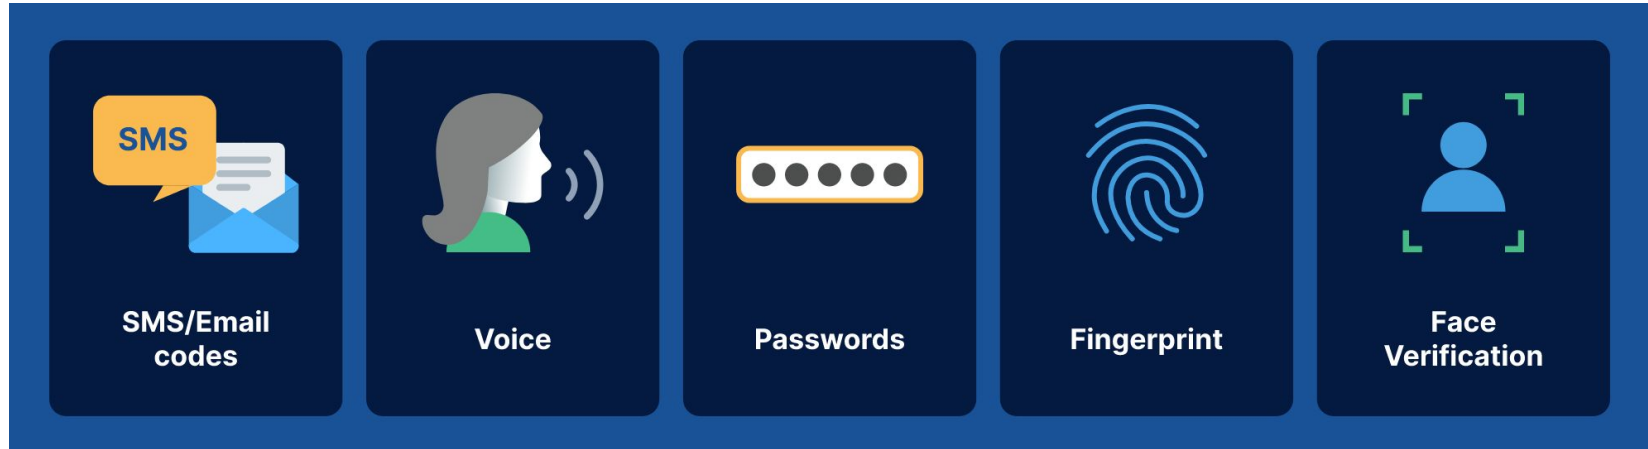 SMS
SMS/Email
codes
Voice
Passwords
Fingerprint
Face
Verification